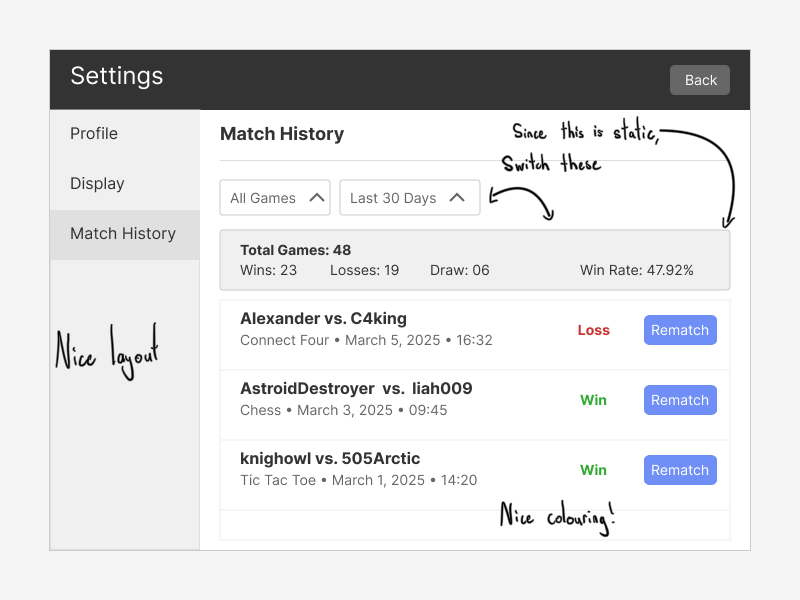 Settings
Back
Profile
Display
Match History
Match History
Since this is static,
Switch these
All Games
Last 30 Days
Total Games: 48
Wins: 23 Losses: 19 Draw: 06 Win Rate: 47.92%
Alexander vs. C4king
Connect Four • March 5, 2025 • 16:32
Loss
Rematch
AstroidDestroyer vs. liah009
Chess • March 3, 2025 • 09:45
Win
Rematch
knighowl vs. 505Arctic
Tic Tac Toe • March 1, 2025 • 14:20
Win
Rematch
Nice layout
Nice colouring!